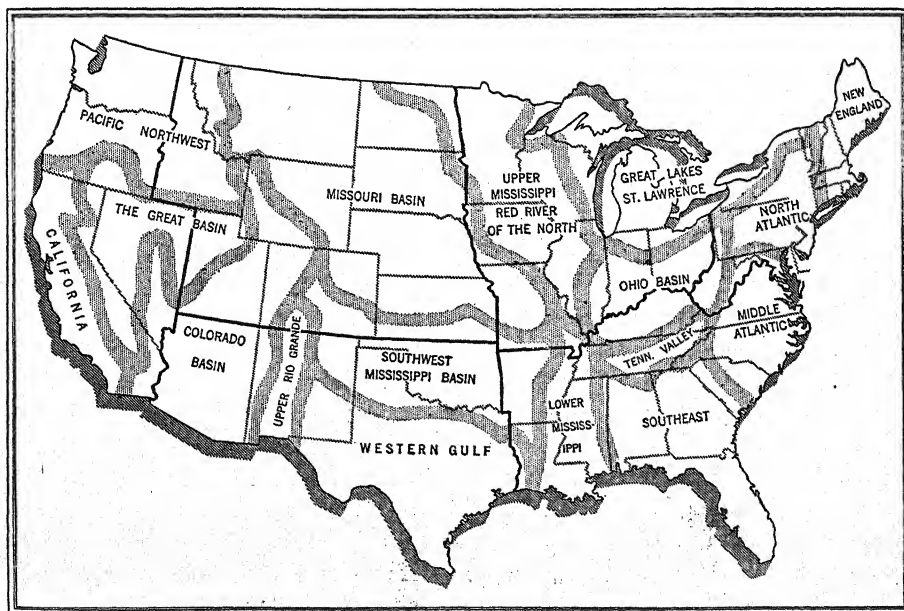 NEW
ENGLAND
PACIFIC NORTHWEST
UPPER
MISSISSIPPI
RED RIVER
OF THE NORTH
GREAT LAKES
ST. LAWRENCE
MISSOURI BASIN
THE GREAT BASIN
NORTH
ATLANTIC
CALIFORNIA
OHIO BASIN
MIDDLE
ATLANTIC
COLORADO
BASIN
UPPER RIO GRANDE
SOUTHWEST
MISSISSIPPI BASIN
TENN. VALLEY
LOWER
MISSISS-
IPPI
SOUTHEAST
WESTERN GULF